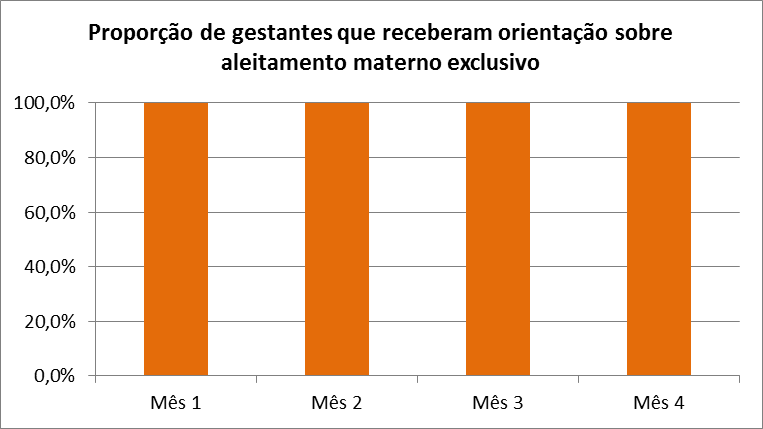 Proporção de gestantes que receberam orientação sobre
aleitamento materno exclusivo
100,0%
80,0%
60,0%
40,0%
20,0%
0,0%
Mês 1
Mês 2
Mês 3
Mês 4